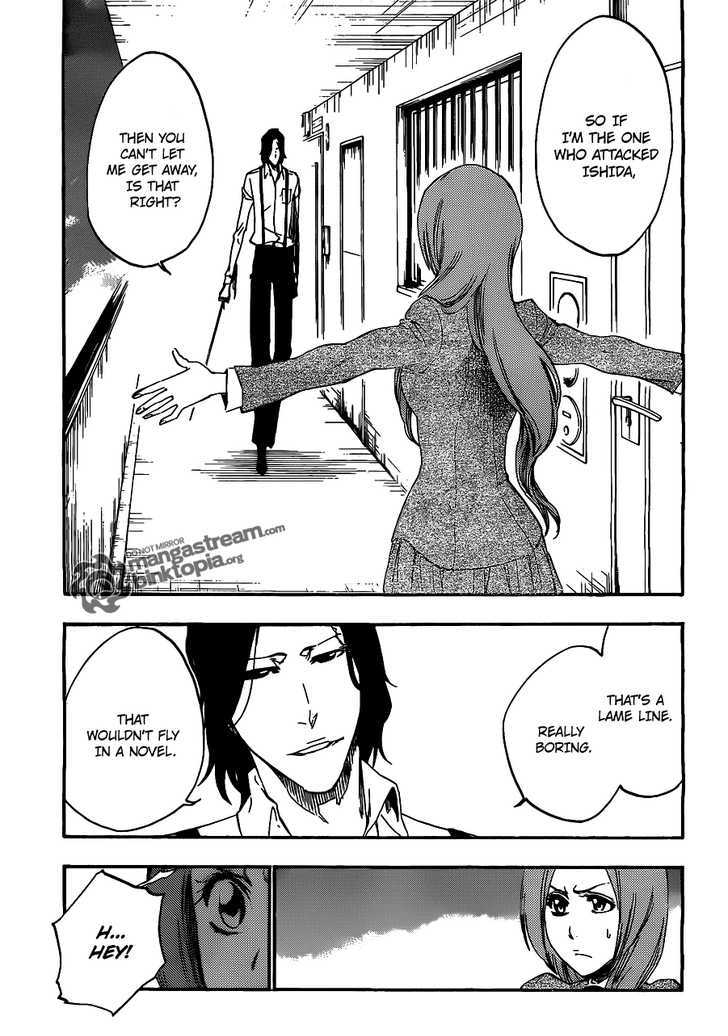 SO IF
I'M THE ONE
WHO ATTACKED
ISHIDA,
THEN YOU
CAN'T LET
ME GET AWAY,
IS THAT
RIGHT?
DO NOT MIRROR
mangastream.com
binktopia.org
THAT'S A
LAME LINE.
REALLY
BORING.
THAT
WOULDN'T FLY
IN A NOVEL.
H...
HEY!